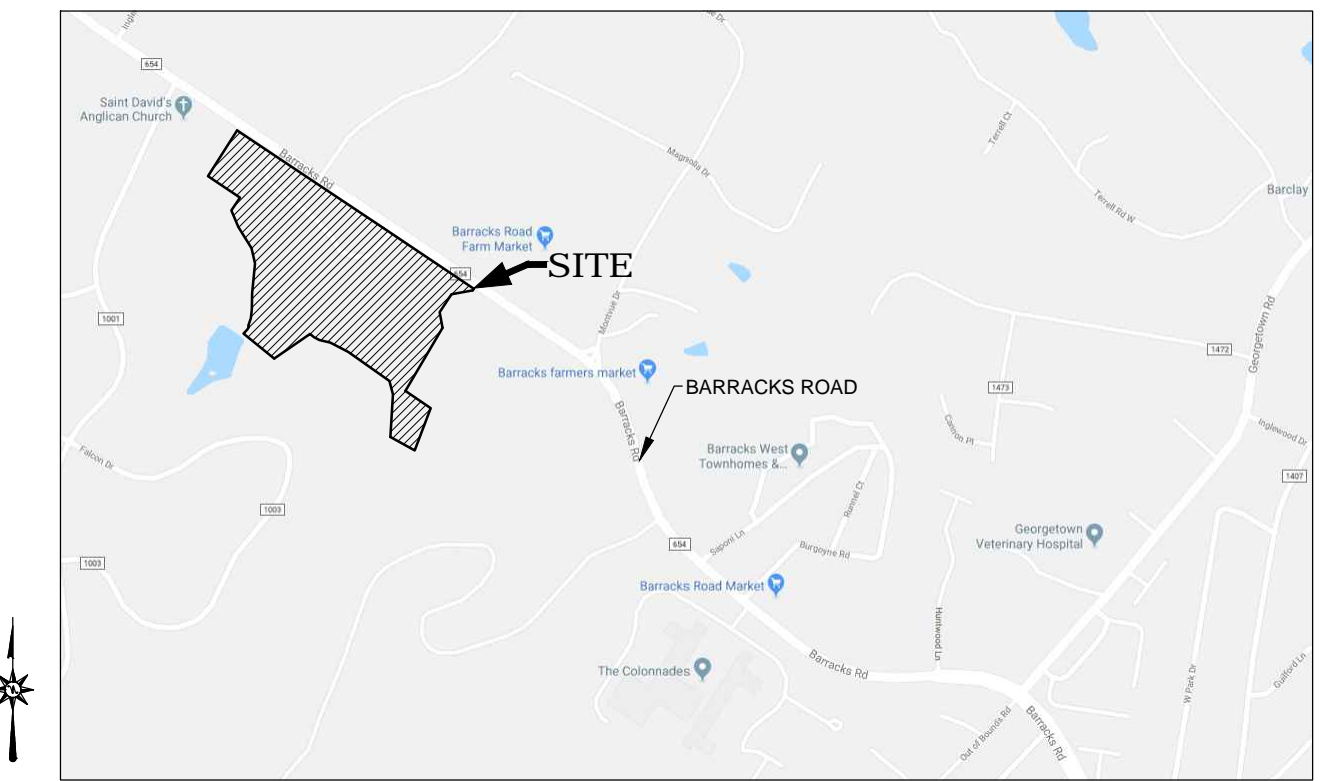 Ingle
ue Dr
654
Saint David's
Anglican Church
Barracks Rd
Magnolia Dr
Terrell Ct
Terrell Rd W
Barclay
Barracks Road
Farm Market
654
SITE
Montvue Dr
Georgetown Rd
1001
1472
Barracks farmers market
BARRACKS ROAD
1473
Barracks Rd
Cannon Pl
Inglewood Dr
Falcon Dr
Barracks West
Townhomes &...
1407
Runnel Ct
1003
Georgetown
Veterinary Hospital
654
Saponi Ln
Burgoyne Rd
1003
Barracks Road Market
Huntwood Ln
Barracks Rd
The Colonnades
W Park Dr
Guilford Ln
Out of Bounds Rd
Barracks Rd